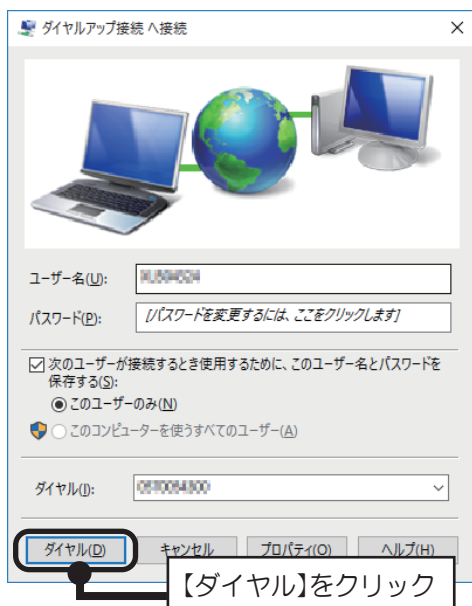 ダイヤルアップ接続 へ接続
ユーザー名(U):
パスワード(P):
[パスワードを変更するには、ここをクリックします]
次のユーザーが接続するとき使用するために、このユーザー名とパスワードを
保存する(S):
このユーザーのみ(N)
このコンピューターを使うすべてのユーザー(A)
ダイヤル(I):
ダイヤル(D) キャンセル プロパティ(O) ヘルプ(H)
【ダイヤル】をクリック